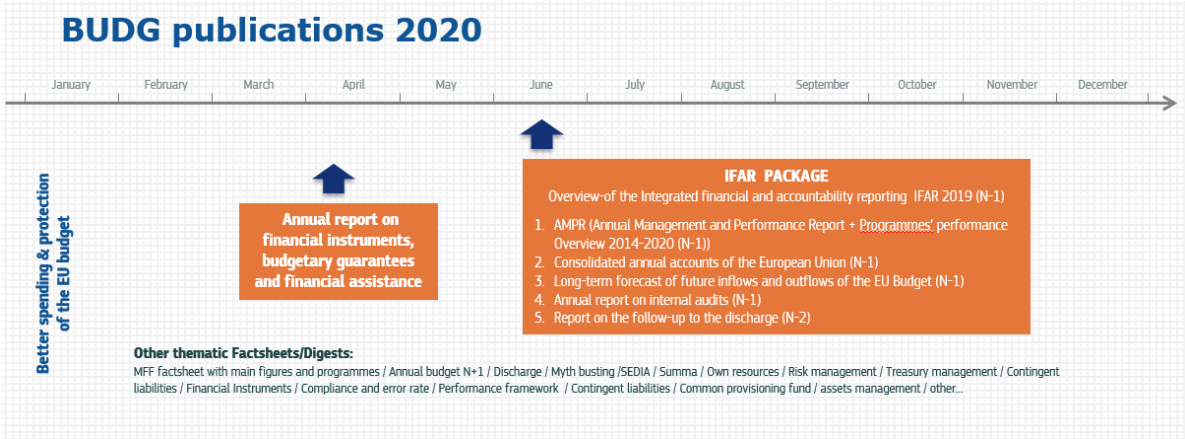 BUDG publications 2020
January February March April May June July August September October November December
Better spending & protection
of the EU budget
Annual report on
financial instruments,
budgetary guarantees
and financial assistance
IFAR PACKAGE
Overview-of the Integrated financial and accountability reporting IFAR 2019 (N-1)
1. AMPR (Annual Management and Performance Report + Programmes' performance
Overview 2014-2020 (N-1))
2. Consolidated annual accounts of the European Union (N-1)
3. Long-term forecast of future inflows and outflows of the EU Budget (N-1)
4. Annual report on internal audits (N-1)
5. Report on the follow-up to the discharge (N-2)
Other thematic Factsheets/Digests:
MFF factsheet with main figures and programmes / Annual budget N+1 / Discharge / Myth busting /SEDIA / Summa / Own resources / Risk management / Treasury management / Contingent
liabilities / Financial Instruments / Compliance and error rate / Performance framework / Contingent liabilities / Common provisioning fund / assets management / other...